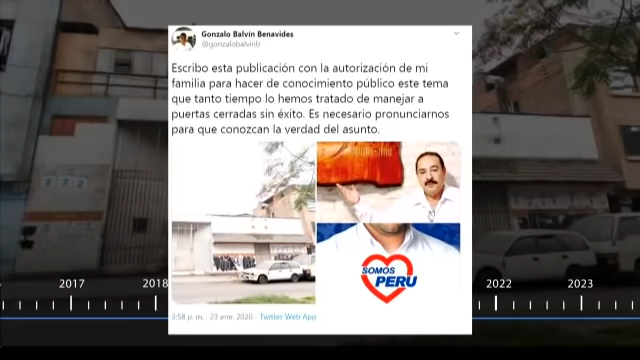 Gonzalo Balvín Benavides
@gonzalobalvinb
Escribo esta publicación con la autorización de mi
familia para hacer de conocimiento público este tema
que tanto tiempo lo hemos tratado de manejar a
puertas cerradas sin éxito. Es necesario pronunciarnos
para que conozcan la verdad del asunto.
222
SOMOS
PERU
3:58 p. m. · 23 ene. 2020 · Twitter Web App
2017
2018
2022
2023